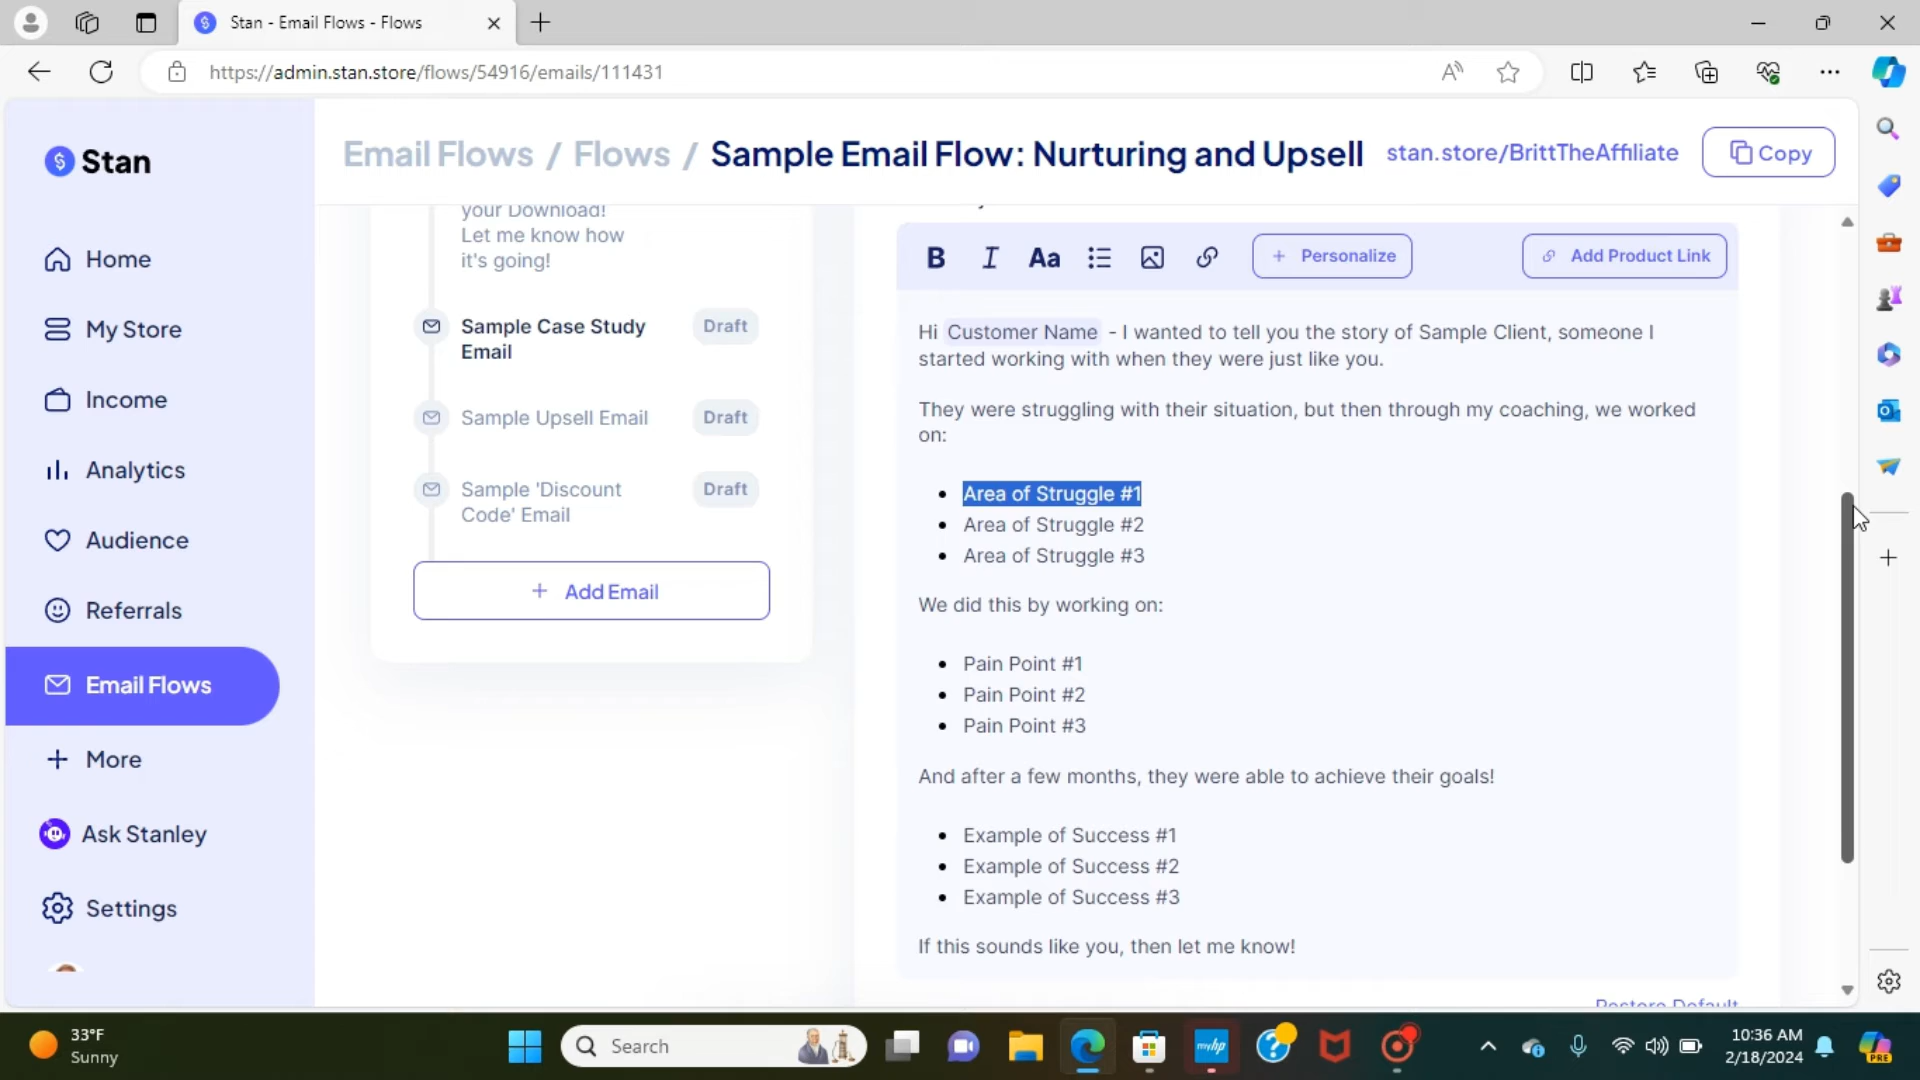 Stan - Email Flows - Flows
https://admin.stan.store/flows/54916/emails/111431
Stan
Email Flows / Flows / Sample Email Flow: Nurturing and Upsell
stan.store/BrittTheAffiliate
Copy
Home
My Store
Income
Analytics
Audience
Referrals
Email Flows
More
Ask Stanley
Settings
your Download!
Let me know how
it's going!
Sample Case Study
Email
Draft
Sample Upsell Email
Draft
Sample 'Discount
Code' Email
Draft
+ Add Email
B I Aa
+ Personalize
Add Product Link
Hi Customer Name - I wanted to tell you the story of Sample Client, someone I
started working with when they were just like you.
They were struggling with their situation, but then through my coaching, we worked
on:
• Area of Struggle #1
• Area of Struggle #2
• Area of Struggle #3
We did this by working on:
• Pain Point #1
• Pain Point #2
• Pain Point #3
And after a few months, they were able to achieve their goals!
• Example of Success #1
• Example of Success #2
• Example of Success #3
If this sounds like you, then let me know!
Restore Default
33°F
Sunny
Search
myhp
10:36 AM
2/18/2024
PRE